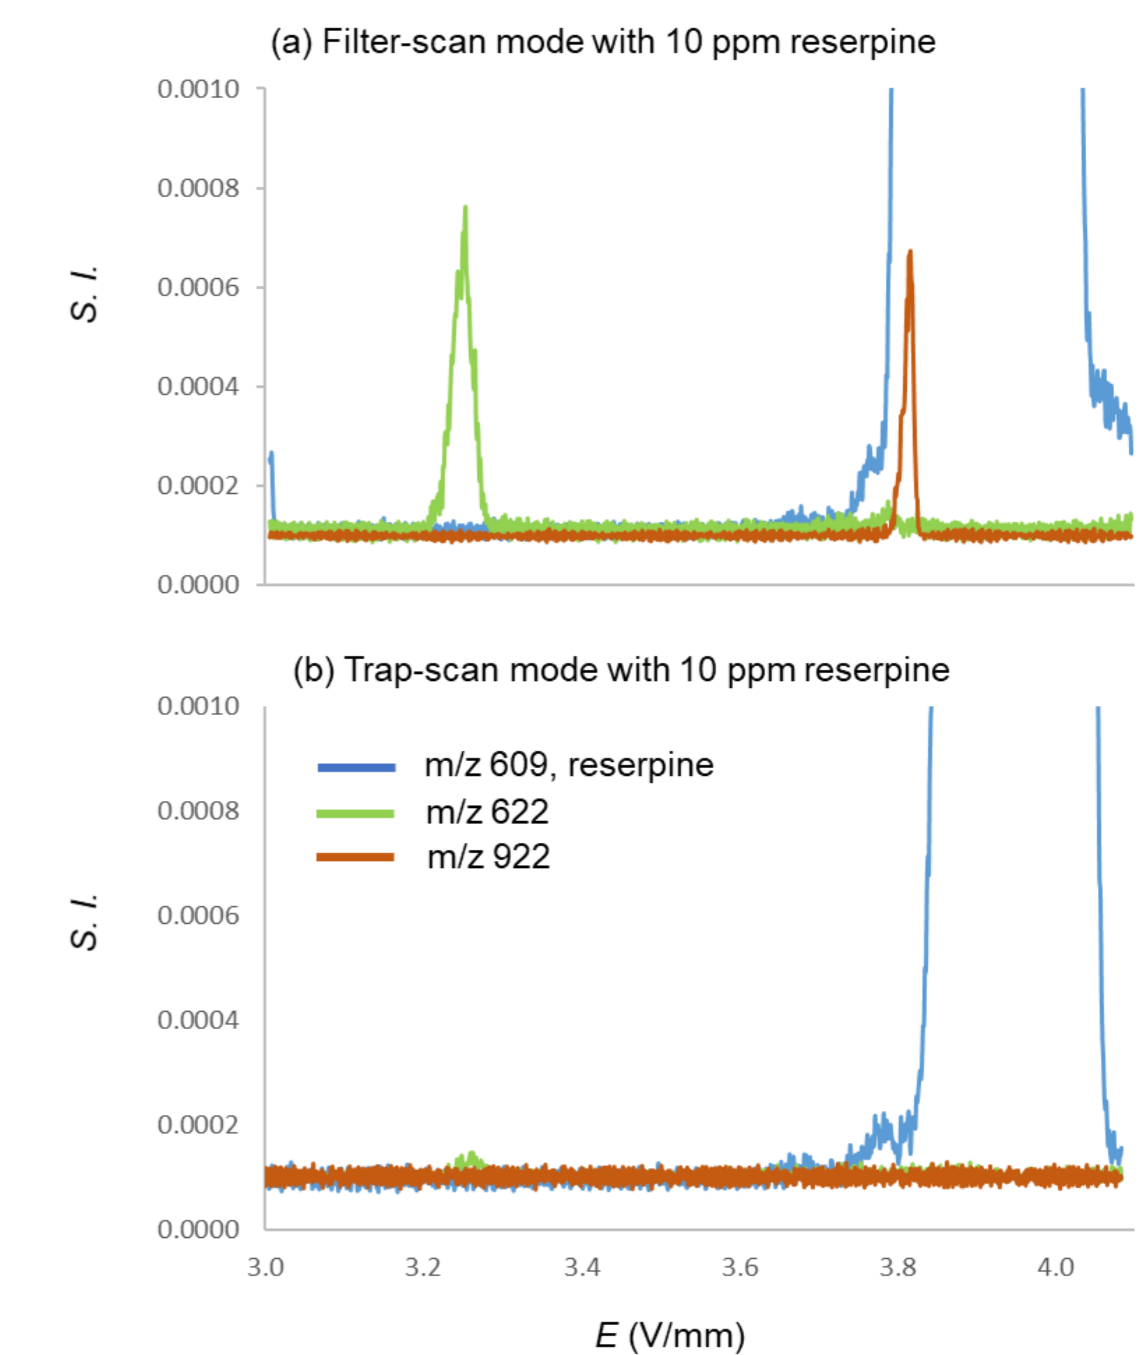 (a) Filter-scan mode with 10 ppm reserpine
0.0010
0.0008
0.0006
0.0004
0.0002
0.0000
S. I.
(b) Trap-scan mode with 10 ppm reserpine
0.0010
0.0008
0.0006
0.0004
0.0002
0.0000
S. I.
m/z 609, reserpine
m/z 622
m/z 922
3.0 3.2 3.4 3.6 3.8 4.0
E (V/mm)